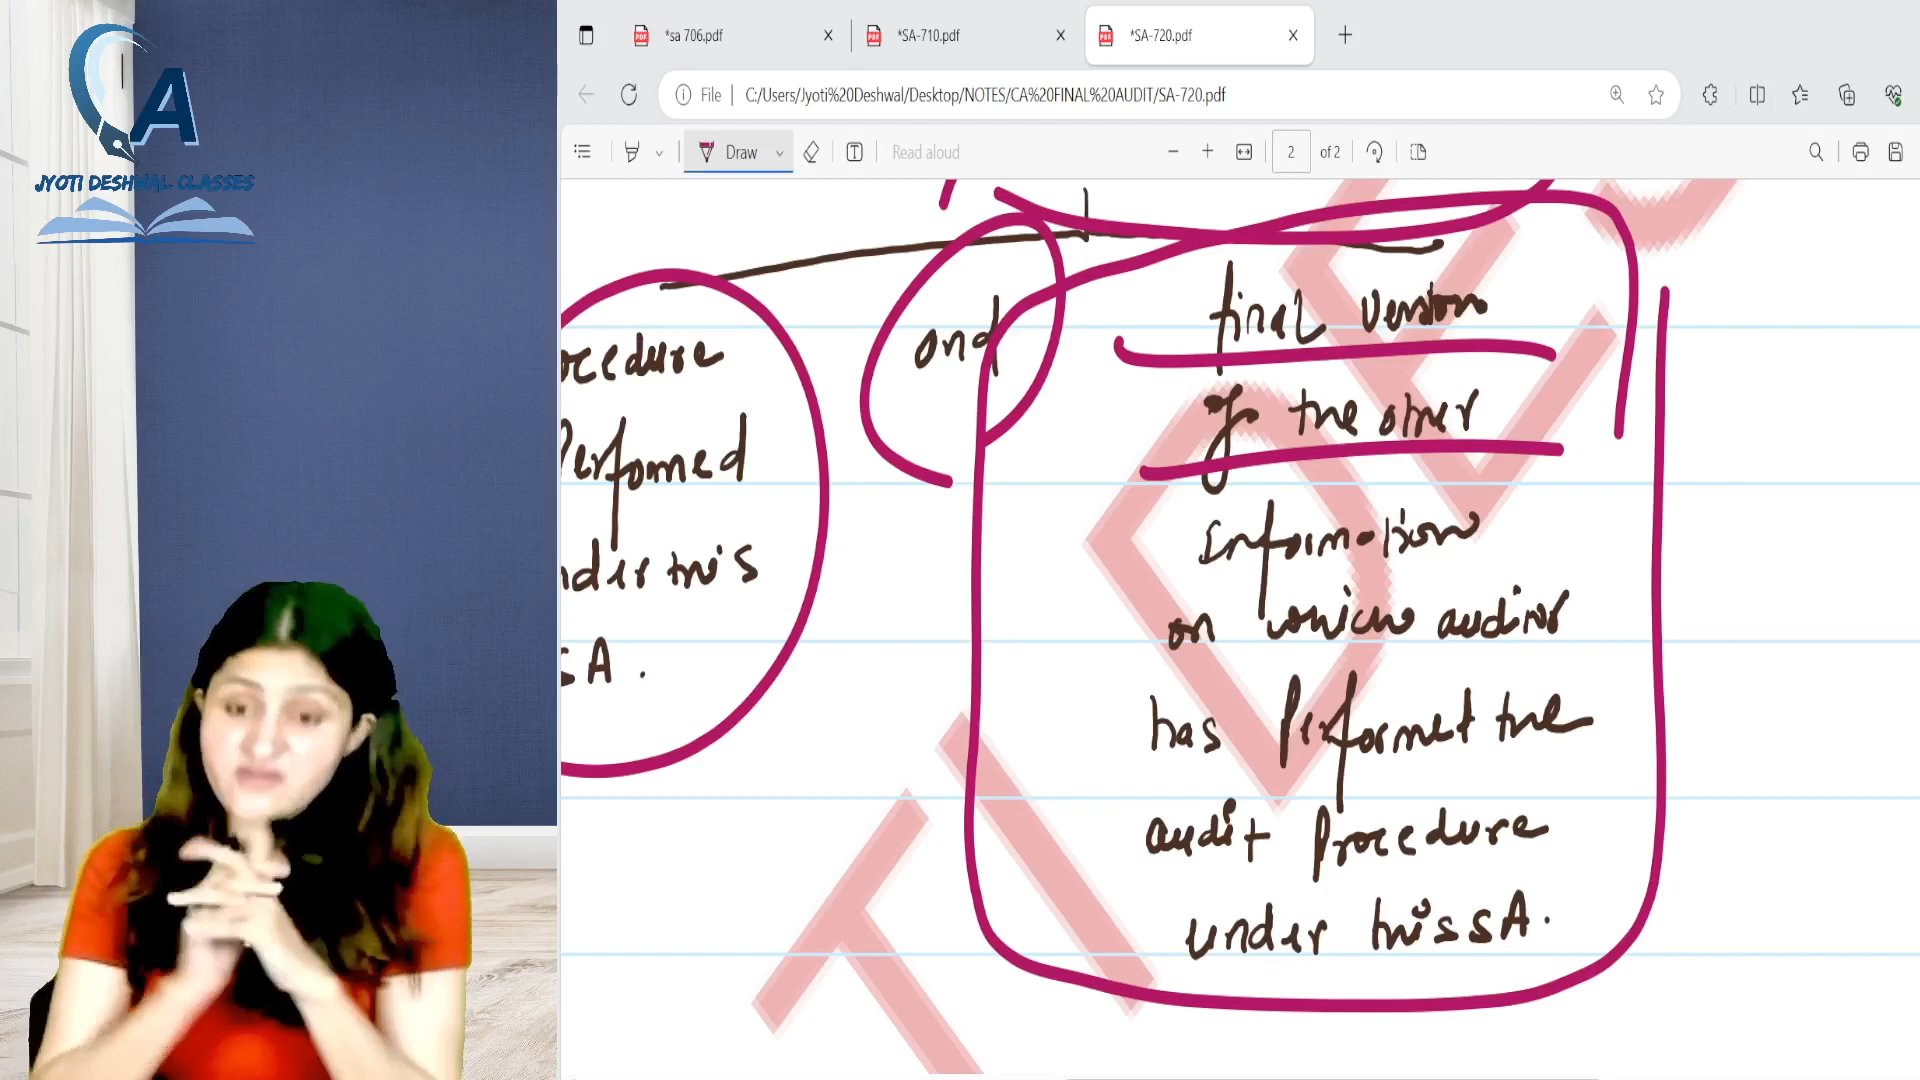 *sa 706.pdf
*SA-710.pdf
*SA-720.pdf
File
C:/Users/Jyoti%20Deshwal/Desktop/NOTES/CA%20FINAL%20AUDIT/SA-720.pdf
Draw
Read aloud
2
of 2
A
JYOTI DESHWAL CLASSES
ocedure
Performed
nder this
SA.
and
final version
of the other
Information
on which auditor
has Performet the
audit Procedure
under this SA.